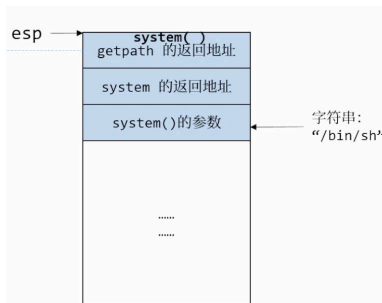 esp
system( )
getpath 的返回地址
system 的返回地址
system()的参数
字符串:
“/bin/sh”
……
……